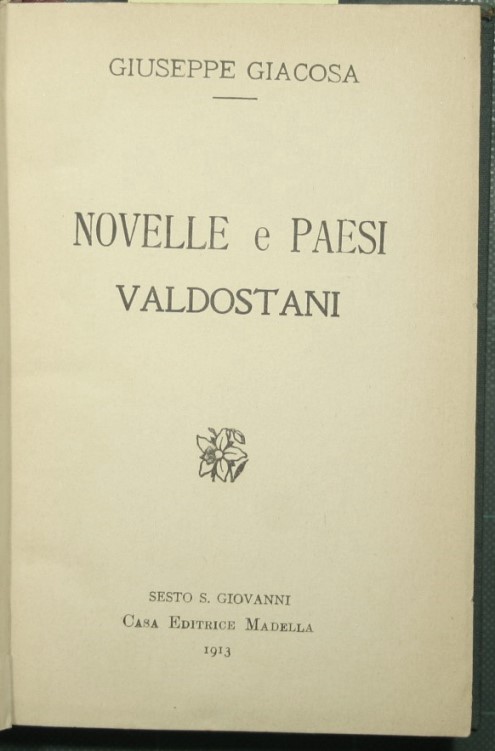 GIUSEPPE GIACOSA
NOVELLE e PAESI
VALDOSTANI
SESTO S. GIOVANNI
CASA EDITRICE MADELLA
1913